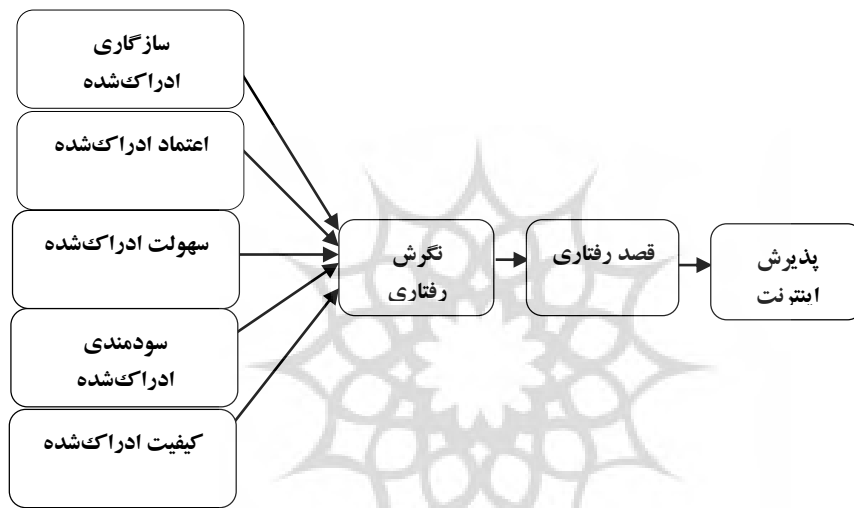 سازگاری
ادراک‌شده
اعتماد ادراک‌شده
سهولت ادراک‌شده
سودمندی
ادراک‌شده
کیفیت ادراک‌شده
نگرش
رفتاری
قصد رفتاری
پذیرش
اینترنت